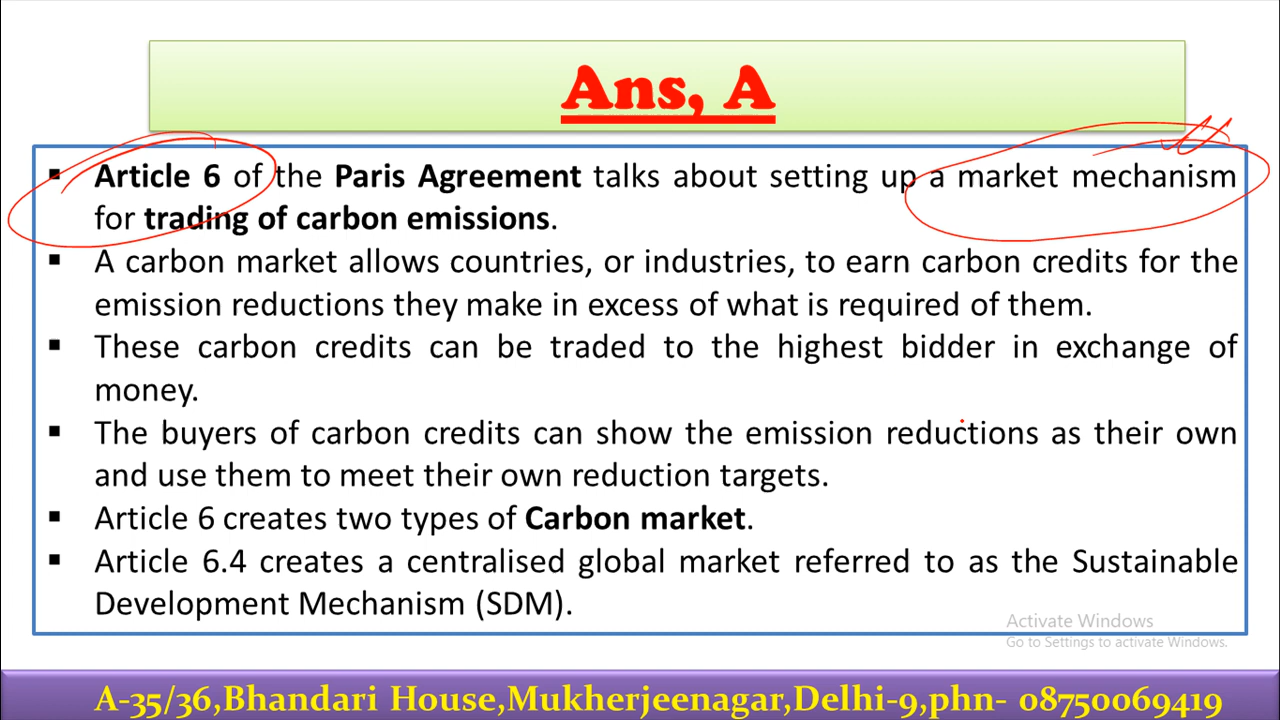 Ans, A
▪ Article 6 of the Paris Agreement talks about setting up a market mechanism
for trading of carbon emissions.
▪ A carbon market allows countries, or industries, to earn carbon credits for the
emission reductions they make in excess of what is required of them.
▪ These carbon credits can be traded to the highest bidder in exchange of
money.
▪ The buyers of carbon credits can show the emission reductions as their own
and use them to meet their own reduction targets.
▪ Article 6 creates two types of Carbon market.
▪ Article 6.4 creates a centralised global market referred to as the Sustainable
Development Mechanism (SDM).
Activate Windows
Go to Settings to activate Windows.
A-35/36,Bhandari House,Mukherjeenagar,Delhi-9,phn- 08750069419